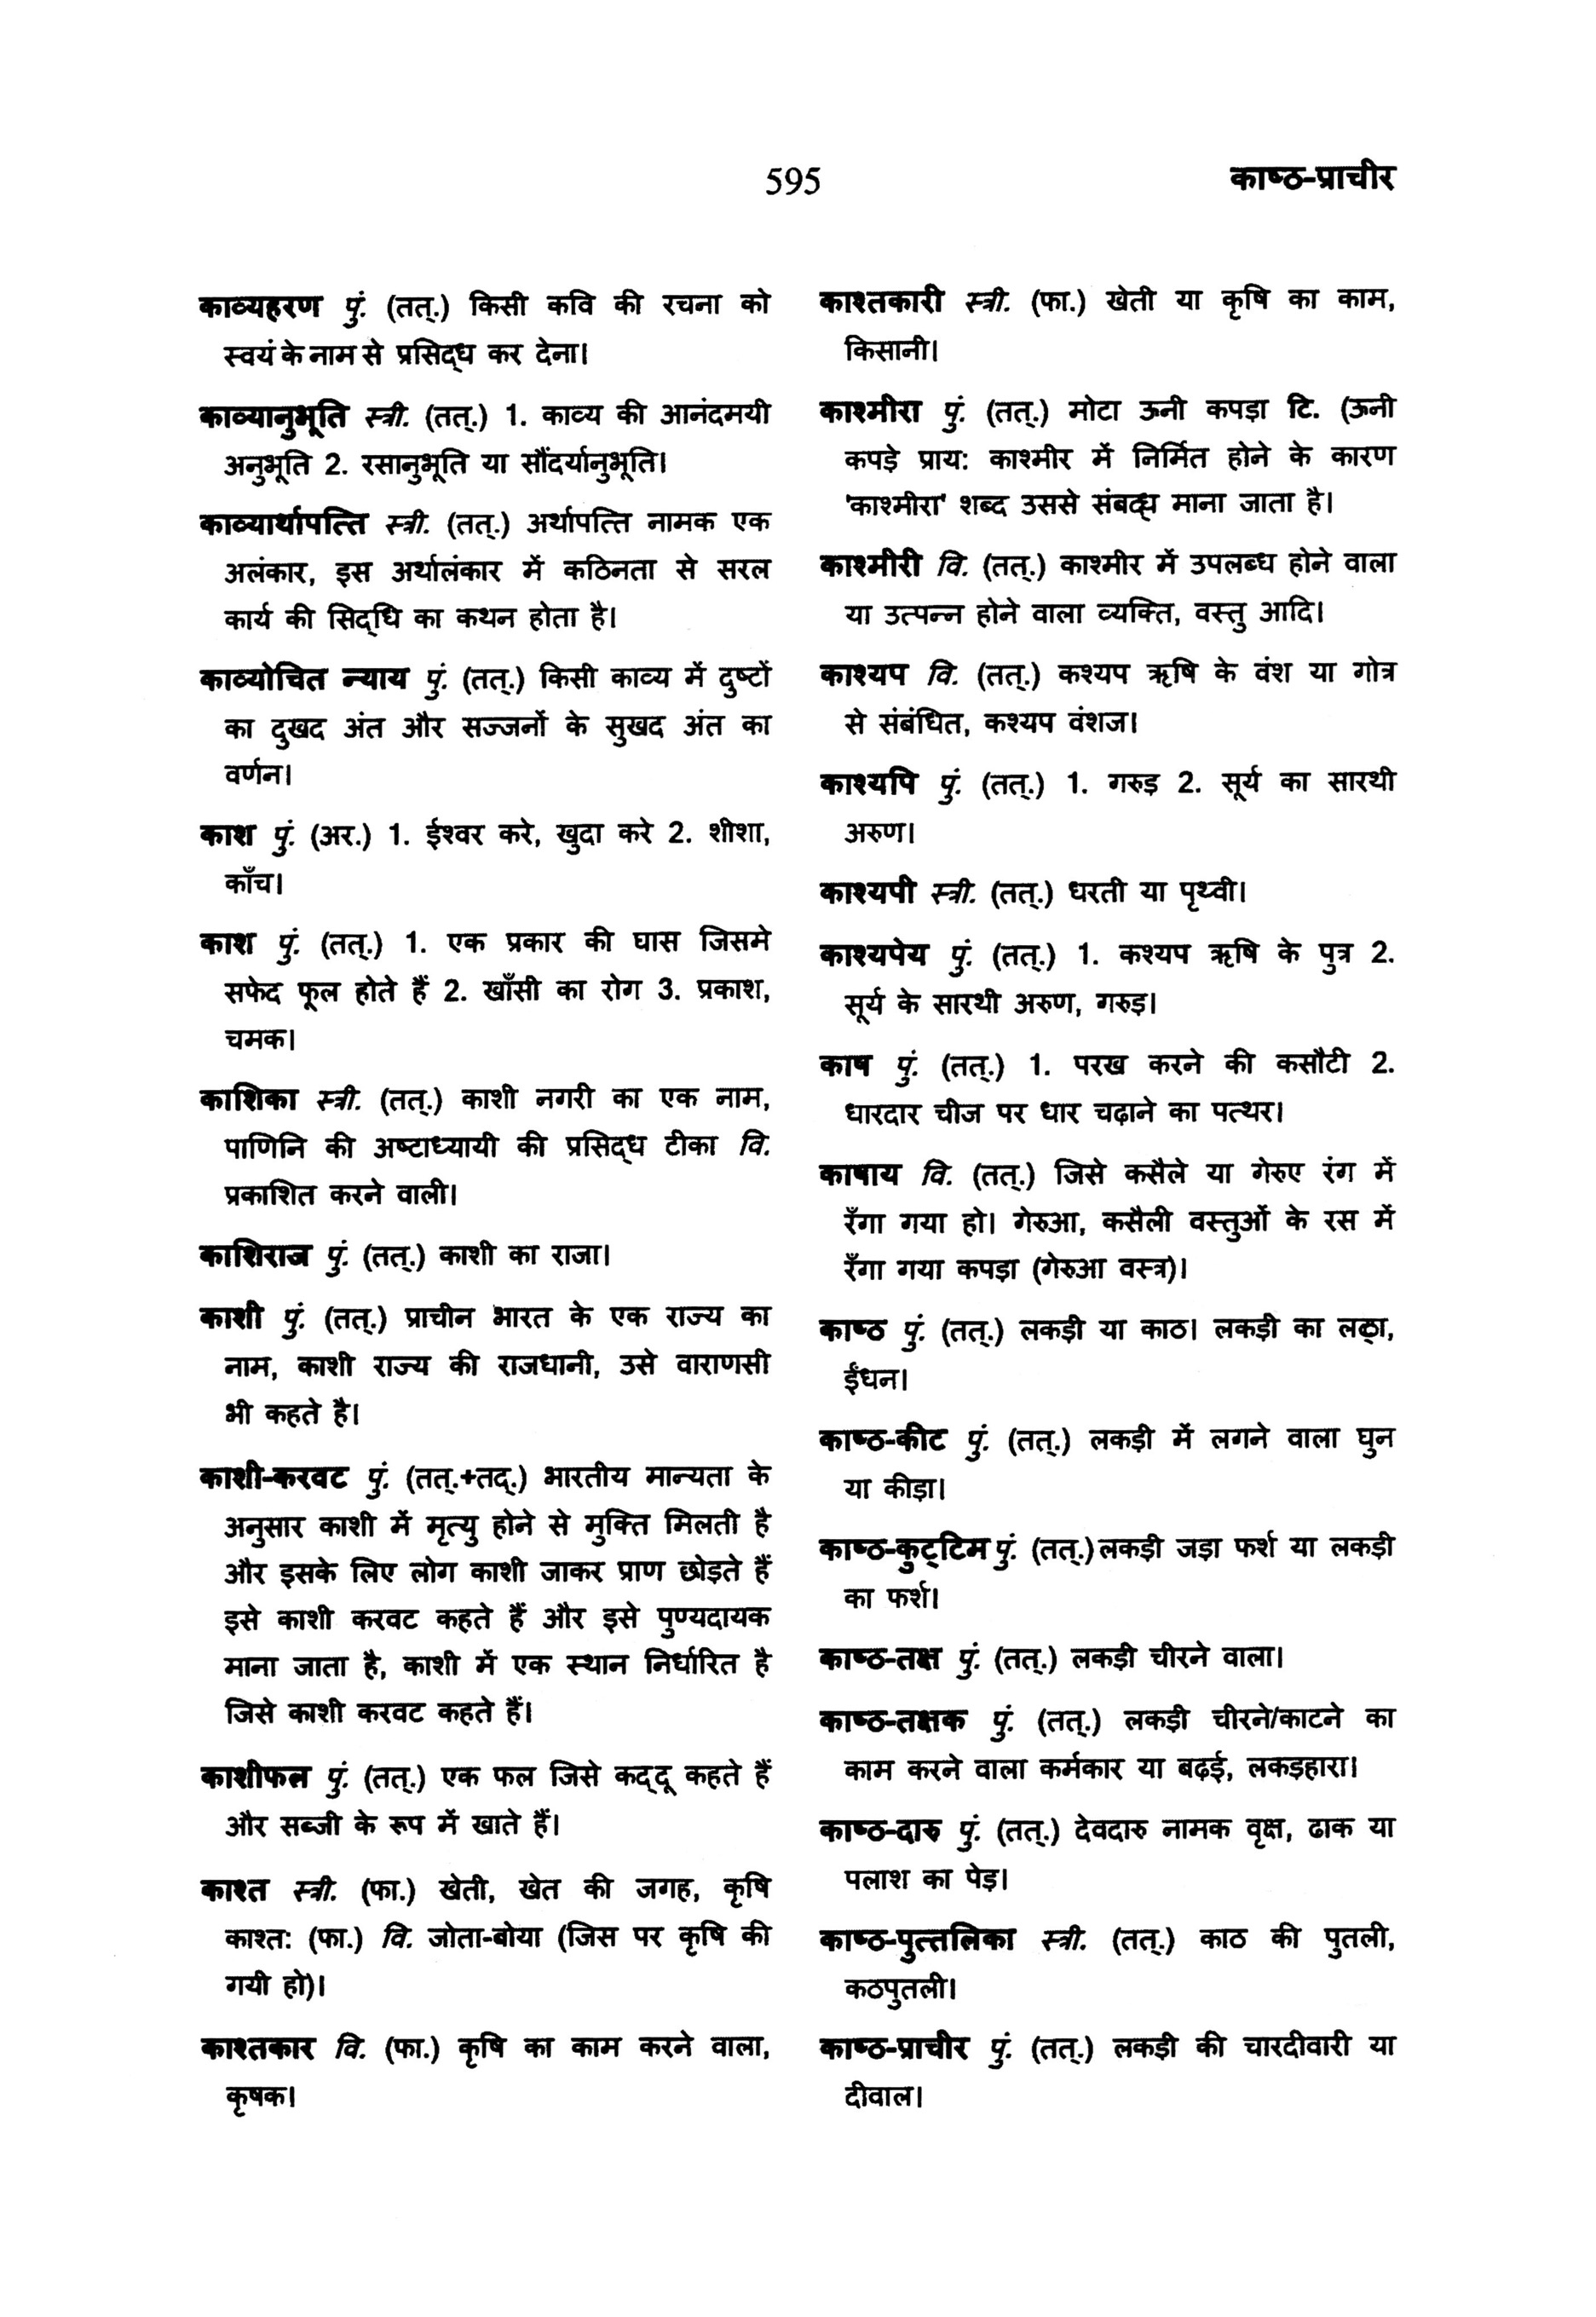 595
काष्ठ-प्राचीर
काव्यहरण पुं. (तत्.) किसी कवि की रचना को
स्वयं के नाम से प्रसिद्ध कर देना।
काव्यानुभूति स्त्री. (तत्.) 1. काव्य की आनंदमयी
अनुभूति 2. रसानुभूति या सौंदर्यानुभूति।
काव्यार्थापत्ति स्त्री. (तत्.) अर्थापत्ति नामक एक
अलंकार, इस अर्थालंकार में कठिनता से सरल
कार्य की सिद्धि का कथन होता है।
काव्योचित न्याय पुं. (तत्.) किसी काव्य में दुष्टों
का दुखद अंत और सज्जनों के सुखद अंत का
वर्णन।
काश पुं. (अर.) 1. ईश्वर करे, खुदा करे 2. शीशा,
काँच।
काश पुं. (तत्.) 1. एक प्रकार की घास जिसमे
सफेद फूल होते हैं 2. खाँसी का रोग 3. प्रकाश,
चमक।
काशिका स्त्री. (तत्.) काशी नगरी का एक नाम,
पाणिनि की अष्टाध्यायी की प्रसिद्ध टीका वि.
प्रकाशित करने वाली।
काशिराज पुं. (तत्.) काशी का राजा।
काशी पुं. (तत्.) प्राचीन भारत के एक राज्य का
नाम, काशी राज्य की राजधानी, उसे वाराणसी
भी कहते है।
काशी-करवट पुं. (तत्.+तद्.) भारतीय मान्यता के
अनुसार काशी में मृत्यु होने से मुक्ति मिलती है
और इसके लिए लोग काशी जाकर प्राण छोड़ते हैं
इसे काशी करवट कहते हैं और इसे पुण्यदायक
माना जाता है, काशी में एक स्थान निर्धारित है
जिसे काशी करवट कहते हैं।
काशीफल पुं. (तत्.) एक फल जिसे कद्दू कहते हैं
और सब्जी के रूप में खाते हैं।
काश्त स्त्री. (फा.) खेती, खेत की जगह, कृषि
काश्त: (फा.) वि. जोता-बोया (जिस पर कृषि की
गयी हो)।
काश्तकार वि. (फा.) कृषि का काम करने वाला,
कृषक।
काश्तकारी स्त्री. (फा.) खेती या कृषि का काम,
किसानी।
काश्मीरा पुं. (तत्.) मोटा ऊनी कपड़ा टि. (ऊनी
कपड़े प्राय: काश्मीर में निर्मित होने के कारण
'काश्मीरा' शब्द उससे संबद्ध माना जाता है।
काश्मीरी वि. (तत्.) काश्मीर में उपलब्ध होने वाला
या उत्पन्न होने वाला व्यक्ति, वस्तु आदि।
काश्यप वि. (तत्.) कश्यप ऋषि के वंश या गोत्र
से संबंधित, कश्यप वंशज।
काश्यपि पुं. (तत्.) 1. गरुड़ 2. सूर्य का सारथी
अरुण।
काश्यपी स्त्री. (तत्.) धरती या पृथ्वी।
काश्यपेय पुं. (तत्.) 1. कश्यप ऋषि के पुत्र 2.
सूर्य के सारथी अरुण, गरुड़।
काष पुं. (तत्.) 1. परख करने की कसौटी 2.
धारदार चीज पर धार चढ़ाने का पत्थर।
काषाय वि. (तत्.) जिसे कसैले या गेरुए रंग में
रँगा गया हो। गेरुआ, कसैली वस्तुओं के रस में
रँगा गया कपड़ा (गेरुआ वस्त्र)।
काष्ठ पुं. (तत्.) लकड़ी या काठ। लकड़ी का लठ्ठा,
ईंधन।
काष्ठ-कीट पुं. (तत्.) लकड़ी में लगने वाला घुन
या कीड़ा।
काष्ठ-कुट्टिम पुं. (तत्.) लकड़ी जड़ा फर्श या लकड़ी
का फर्श।
काष्ठ-तक्ष पुं. (तत्.) लकड़ी चीरने वाला।
काष्ठ-तक्षक पुं. (तत्.) लकड़ी चीरने/काटने का
काम करने वाला कर्मकार या बढ़ई, लकड़हारा।
काष्ठ-दारु पुं. (तत्.) देवदारु नामक वृक्ष, ढाक या
पलाश का पेड़।
काष्ठ-पुत्तलिका स्त्री. (तत्.) काठ की पुतली,
कठपुतली।
काष्ठ-प्राचीर पुं. (तत्.) लकड़ी की चारदीवारी या
दीवाल।